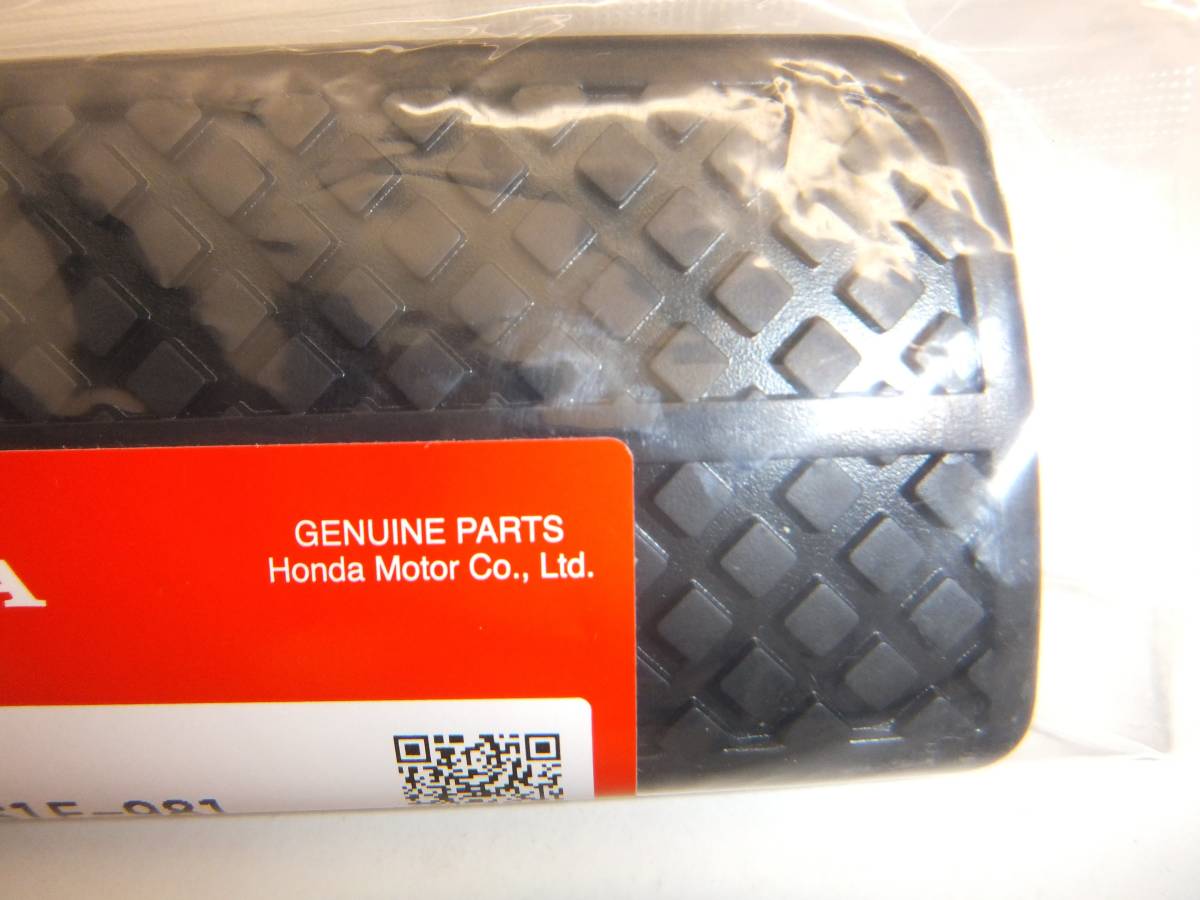 GENUINE PARTS
Honda Motor Co., Ltd.
A